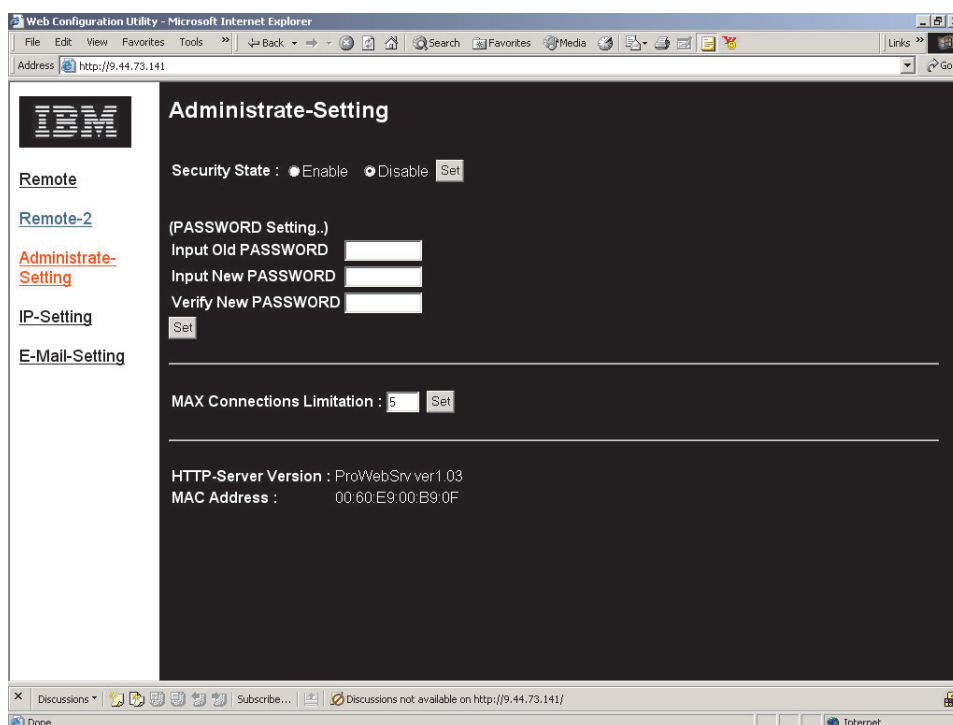 Web Configuration Utility - Microsoft Internet Explorer
File Edit View Favorites Tools » Back Search Favorites Media Links »
Address http://9.44.73.141 Go
IBM
Remote
Remote-2
Administrate-
Setting
IP-Setting
E-Mail-Setting
Administrate-Setting
Security State : Enable Disable Set
(PASSWORD Setting..)
Input Old PASSWORD
Input New PASSWORD
Verify New PASSWORD
Set
MAX Connections Limitation : 5 Set
HTTP-Server Version : ProWebSrv ver1.03
MAC Address : 00:60:E9:00:B9:0F
Discussions Subscribe... Discussions not available on http://9.44.73.141/
Done Internet